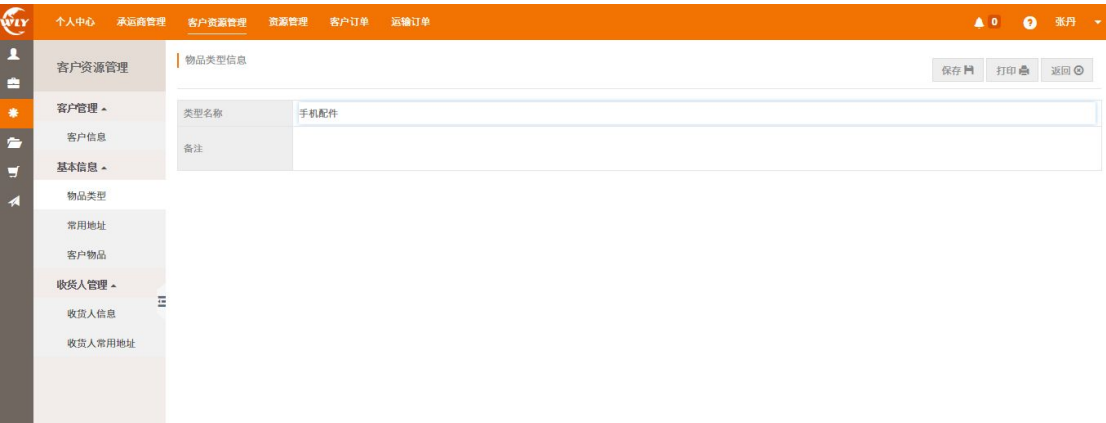 WLY 个人中心 承运商管理 客户资源管理 资源管理 客户订单 运输订单 0 ? 张丹
客户资源管理
物品类型信息
保存 打印 返回
客户管理
类型名称 手机配件
客户信息
备注
基本信息
物品类型
常用地址
客户物品
收货人管理
收货人信息
收货人常用地址